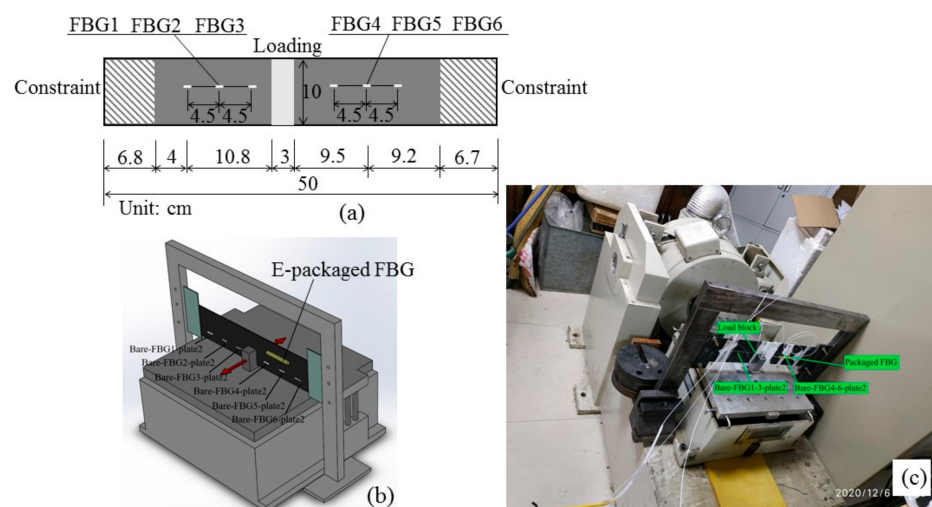 (a)
FBG1 FBG2 FBG3
FBG4 FBG5 FBG6
Loading
Constraint
Constraint
10
4.5 4.5
4.5 4.5
6.8 4 10.8 3 9.5 9.2 6.7
50
Unit: cm
E-packaged FBG
Bare-FBG1-plate2
Bare-FBG2-plate2
Bare-FBG3-plate2
Bare-FBG4-plate2
Bare-FBG5-plate2
Bare-FBG6-plate2
(b)
Load block
Packaged FBG
Bare-FBG1-3-plate2
Bare-FBG4-6-plate2
(c)
2020/12/6